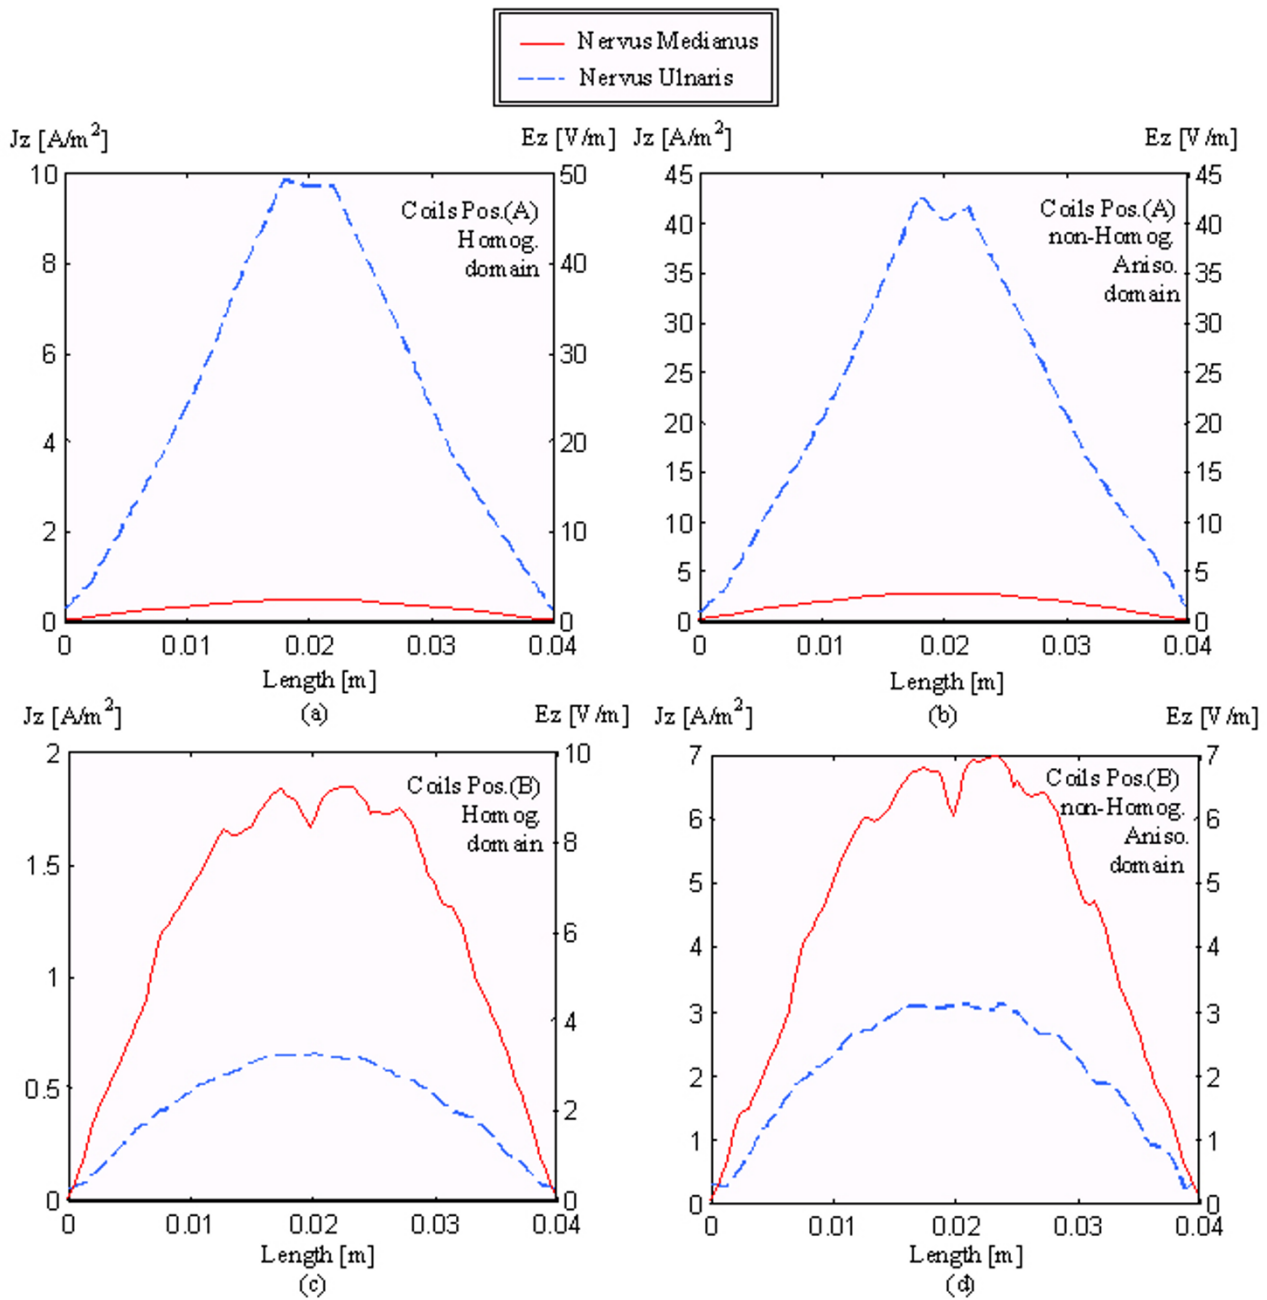 Nervus Medianus
Nervus Ulnaris
Jz [A/m²]
Ez [V/m]
10
8
6
4
2
0
50
40
30
20
10
0
Coils Pos.(A)
Homog.
domain
0 0.01 0.02 0.03 0.04
Length [m]
(a)
Jz [A/m²]
Ez [V/m]
45
40
35
30
25
20
15
10
5
0
45
40
35
30
25
20
15
10
5
0
Coils Pos.(A)
non-Homog.
Aniso.
domain
0 0.01 0.02 0.03 0.04
Length [m]
(b)
Jz [A/m²]
Ez [V/m]
2
1.5
1
0.5
0
10
8
6
4
2
0
Coils Pos.(B)
Homog.
domain
0 0.01 0.02 0.03 0.04
Length [m]
(c)
Jz [A/m²]
Ez [V/m]
7
6
5
4
3
2
1
0
7
6
5
4
3
2
1
0
Coils Pos.(B)
non-Homog.
Aniso.
domain
0 0.01 0.02 0.03 0.04
Length [m]
(d)